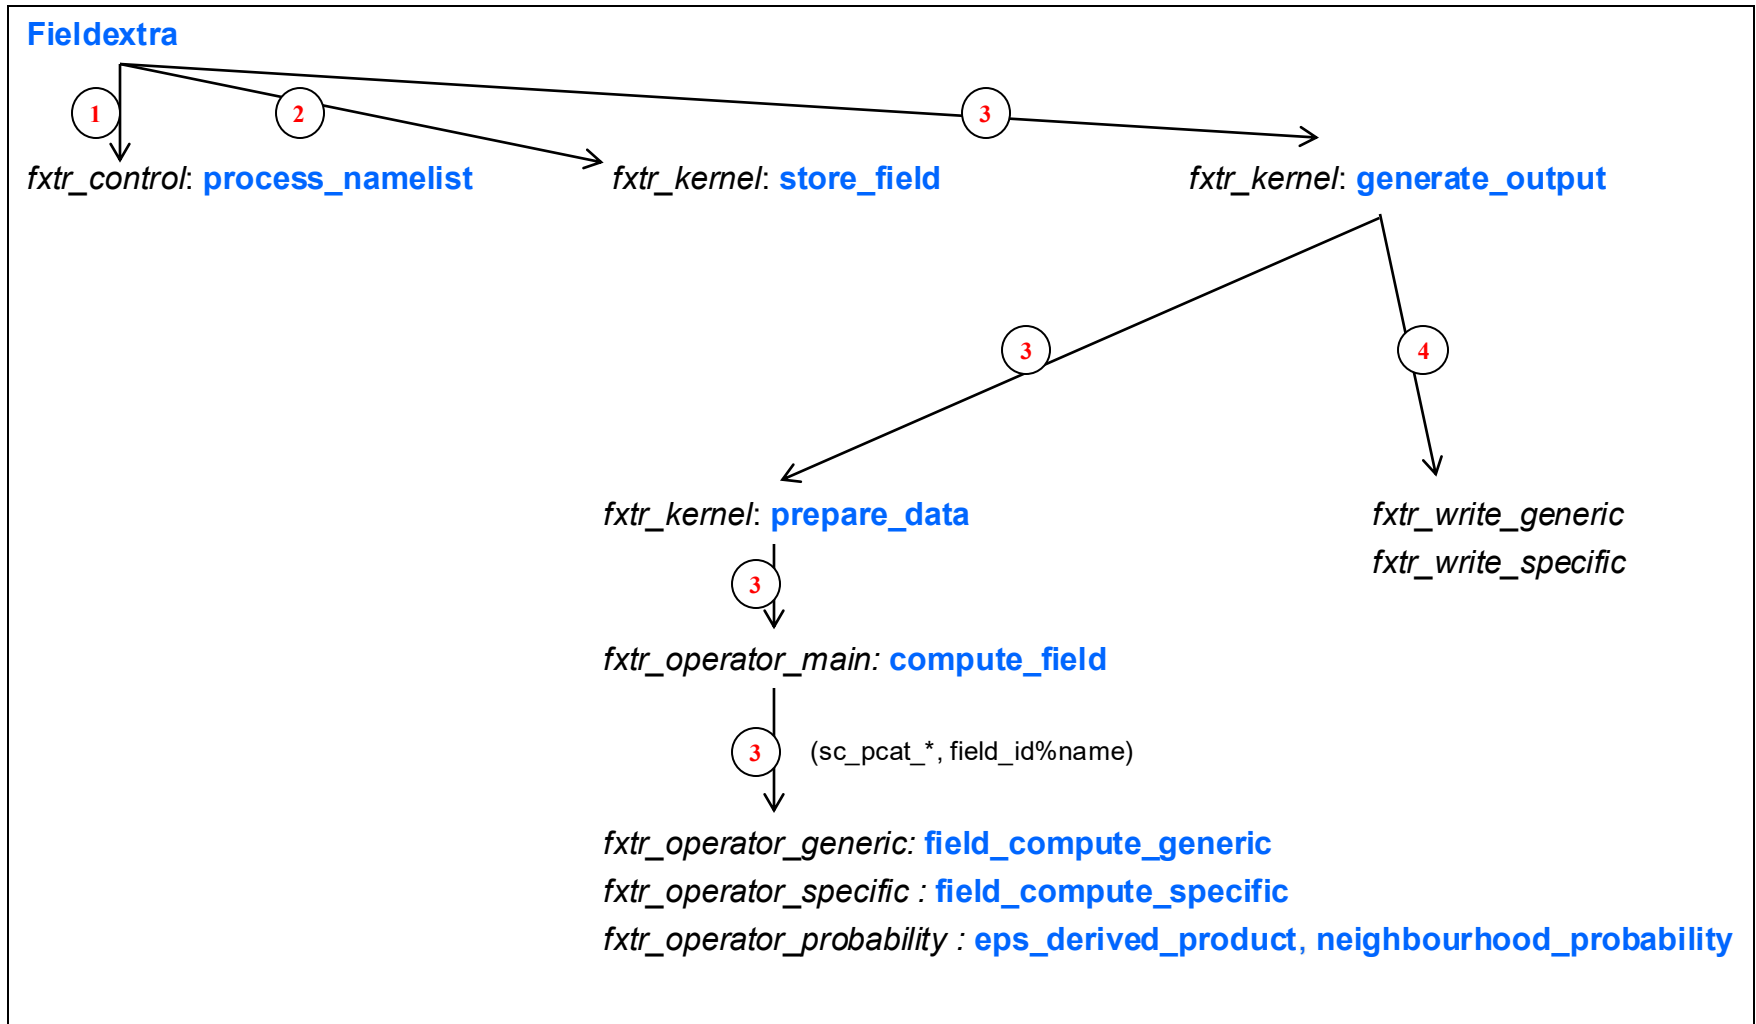 Fieldextra
1
2
3
fxtr_control: process_namelist
fxtr_kernel: store_field
fxtr_kernel: generate_output
3
4
fxtr_kernel: prepare_data
fxtr_write_generic
fxtr_write_specific
3
fxtr_operator_main: compute_field
3
(sc_pcat_*, field_id%name)
fxtr_operator_generic: field_compute_generic
fxtr_operator_specific : field_compute_specific
fxtr_operator_probability : eps_derived_product, neighbourhood_probability